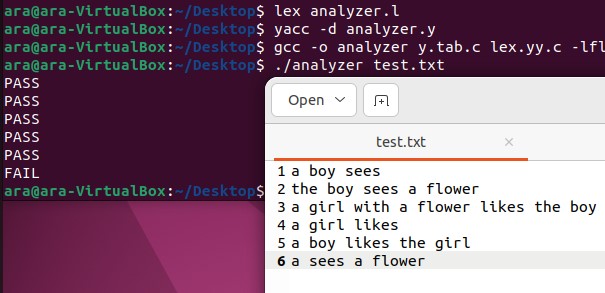 ara@ara-VirtualBox:~/Desktop$ lex analyzer.l
ara@ara-VirtualBox:~/Desktop$ yacc -d analyzer.y
ara@ara-VirtualBox:~/Desktop$ gcc -o analyzer y.tab.c lex.yy.c -lfl
ara@ara-VirtualBox:~/Desktop$ ./analyzer test.txt
PASS
PASS
PASS
PASS
PASS
FAIL
ara@ara-VirtualBox:~/Desktop$
Open
test.txt ×
1 a boy sees
2 the boy sees a flower
3 a girl with a flower likes the boy
4 a girl likes
5 a boy likes the girl
6 a sees a flower